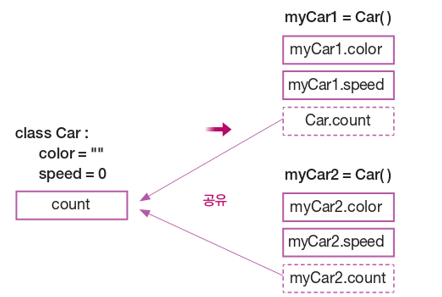 class Car :
color = ""
speed = 0
count
공유
myCar1 = Car( )
myCar1.color
myCar1.speed
Car.count
myCar2 = Car( )
myCar2.color
myCar2.speed
myCar2.count